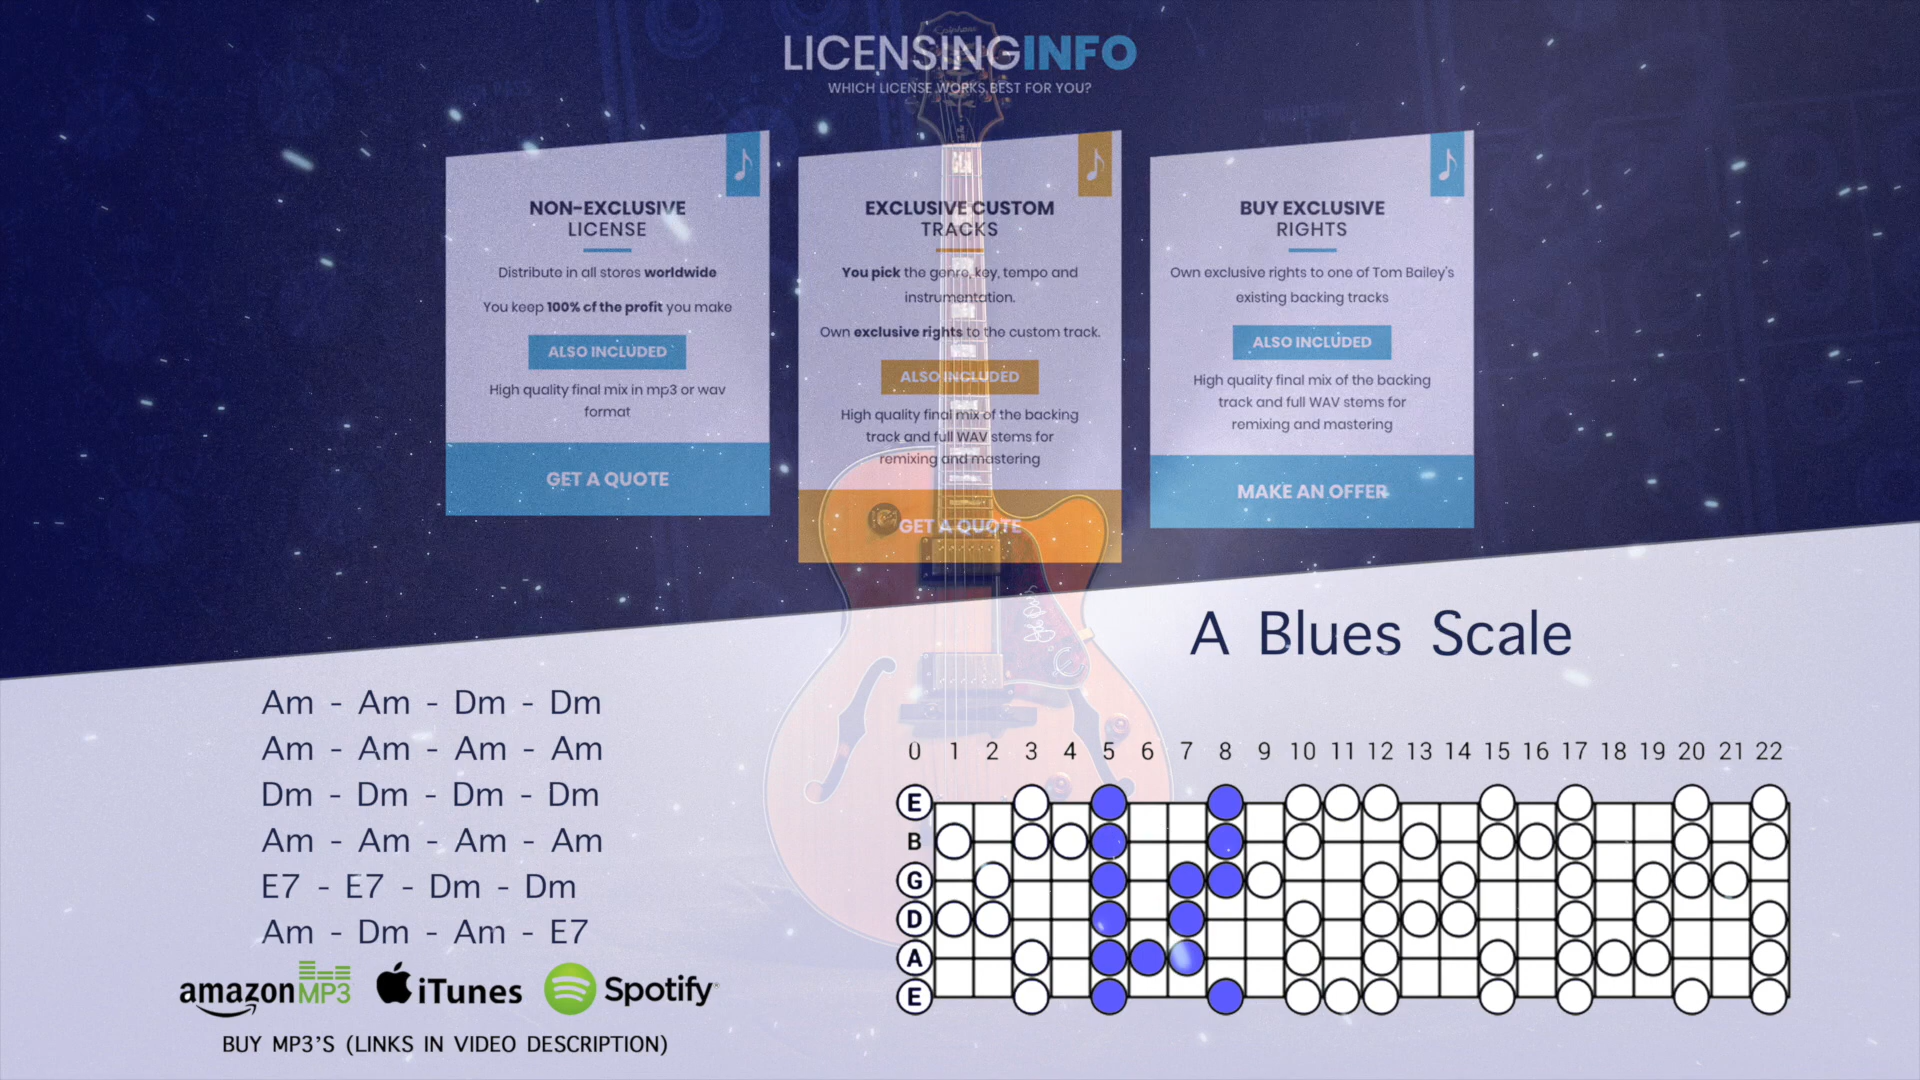 LICENSINGINFO
WHICH LICENSE WORKS BEST FOR YOU?
NON-EXCLUSIVE
LICENSE
Distribute in all stores worldwide
You keep 100% of the profit you make
ALSO INCLUDED
High quality final mix in mp3 or wav
format
GET A QUOTE
EXCLUSIVE CUSTOM
TRACKS
You pick the genre, key, tempo and
instrumentation.
Own exclusive rights to the custom track.
ALSO INCLUDED
High quality final mix of the backing
track and full WAV stems for
remixing and mastering
GET A QUOTE
BUY EXCLUSIVE
RIGHTS
Own exclusive rights to one of Tom Bailey's
existing backing tracks
ALSO INCLUDED
High quality final mix of the backing
track and full WAV stems for
remixing and mastering
MAKE AN OFFER
Am - Am - Dm - Dm
Am - Am - Am - Am
Dm - Dm - Dm - Dm
Am - Am - Am - Am
E7 - E7 - Dm - Dm
Am - Dm - Am - E7
amazonMP3 iTunes Spotify
BUY MP3'S (LINKS IN VIDEO DESCRIPTION)
A Blues Scale
0 1 2 3 4 5 6 7 8 9 10 11 12 13 14 15 16 17 18 19 20 21 22
E
B
G
D
A
E